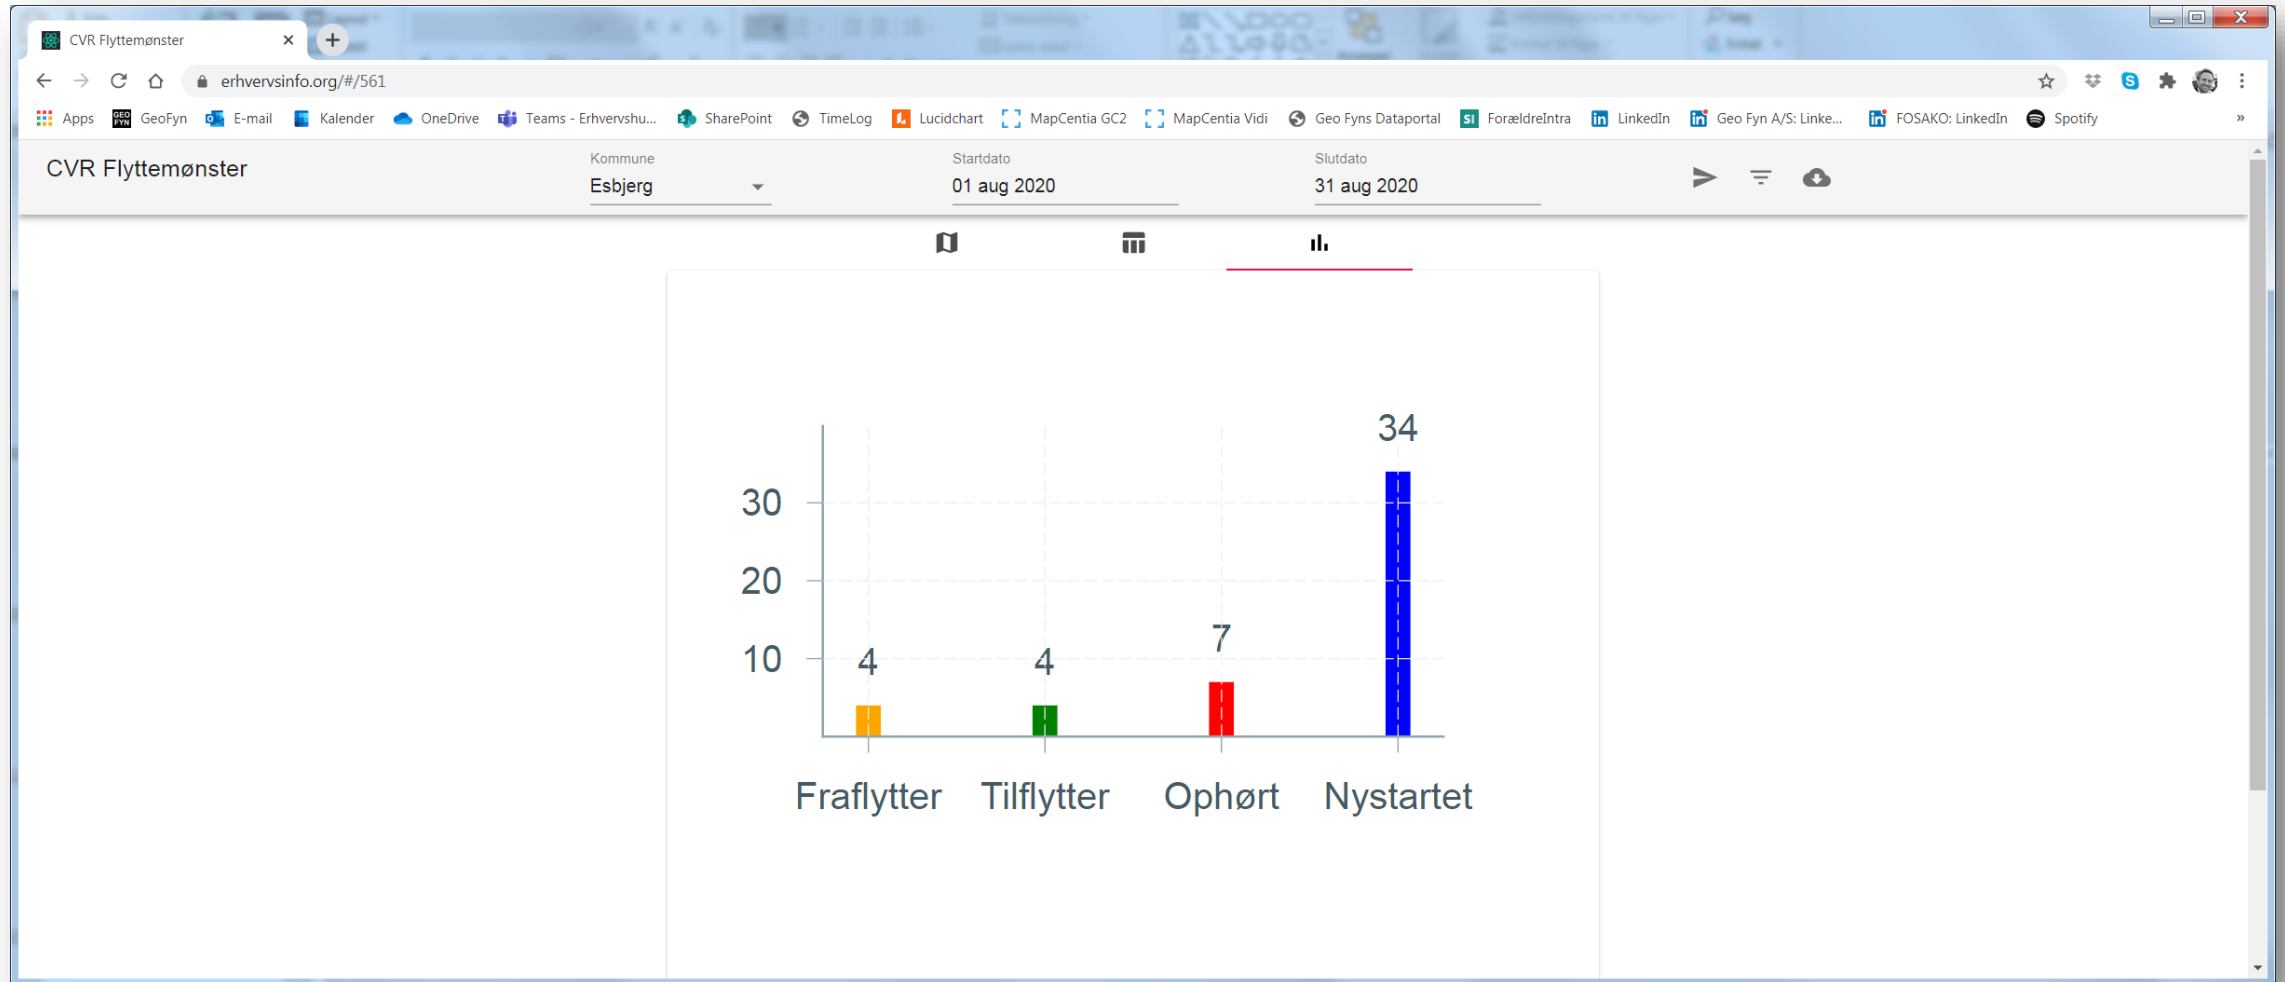 CVR Flyttemønster
erhvervsinfo.org/#/561
Apps GeoFyn E-mail Kalender OneDrive Teams - Erhvervshu... SharePoint TimeLog Lucidchart MapCentia GC2 MapCentia Vidi Geo Fyns Dataportal ForældreIntra LinkedIn Geo Fyn A/S: Linke... FOSAKO: LinkedIn Spotify »
CVR Flyttemønster
Kommune Startdato Slutdato
Esbjerg 01 aug 2020 31 aug 2020
34
30
20
7
10 4 4
Fraflytter Tilflytter Ophørt Nystartet